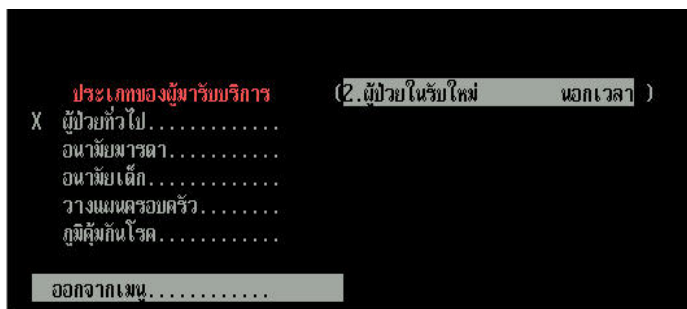 ประเภทของผู้มารับบริการ (2.ผู้ป่วยในรับใหม่ นอกเวลา )
X ผู้ป่วยทั่วไป.............
อนามัยมารดา...........
อนามัยเด็ก.............
วางแผนครอบครัว........
ภูมิคุ้มกันโรค............
ออกจากเมนู............